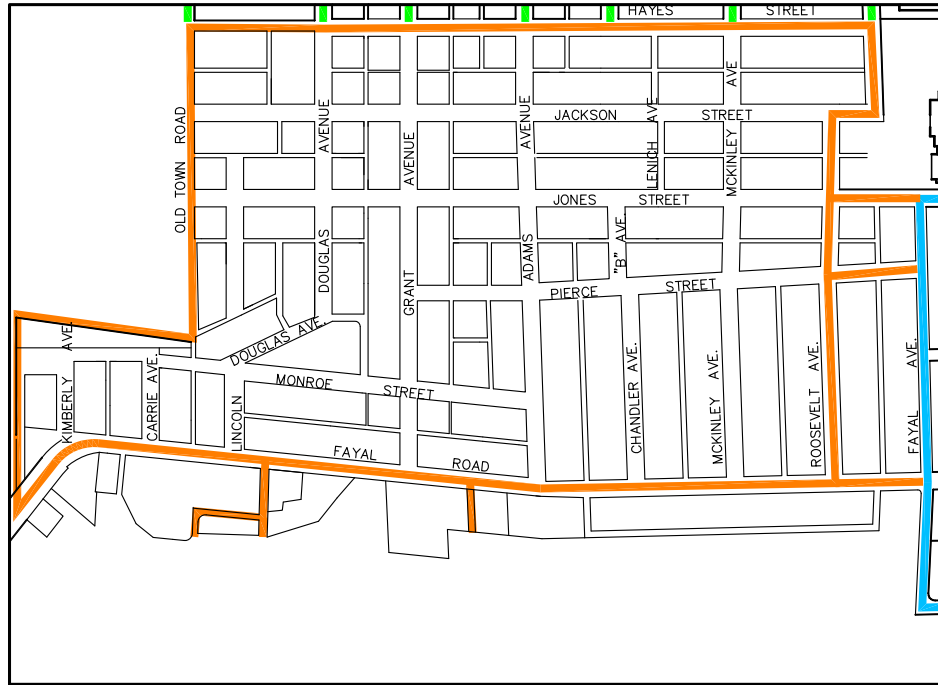 HAYES STREET
JACKSON STREET
OLD TOWN ROAD
AVENUE
AVENUE
AVENUE
LENICH AVE
MCKINLEY AVE
JONES STREET
DOUGLAS
GRANT
ADAMS
"B" AVE.
PIERCE STREET
DOUGLAS AVE.
KIMBERLY AVE.
CARRIE AVE.
LINCOLN
MONROE STREET
CHANDLER AVE.
MCKINLEY AVE.
ROOSEVELT AVE.
FAYAL AVE.
FAYAL ROAD